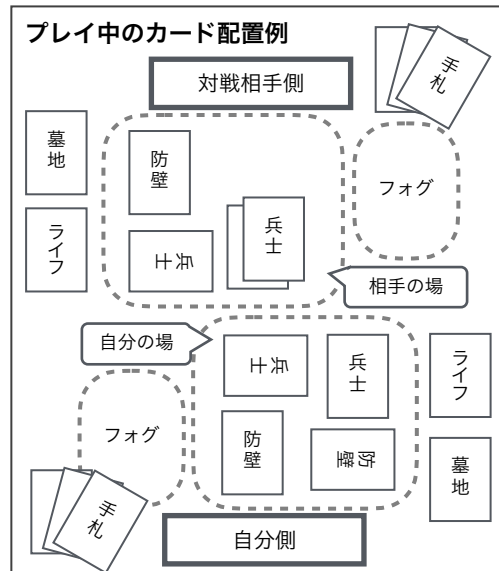 プレイ中のカード配置例
対戦相手側
手札
墓地
防壁
フォグ
ライフ
兵士
兵士
相手の場
自分の場
兵士
兵士
ライフ
フォグ
防壁
防壁
墓地
手札
自分側